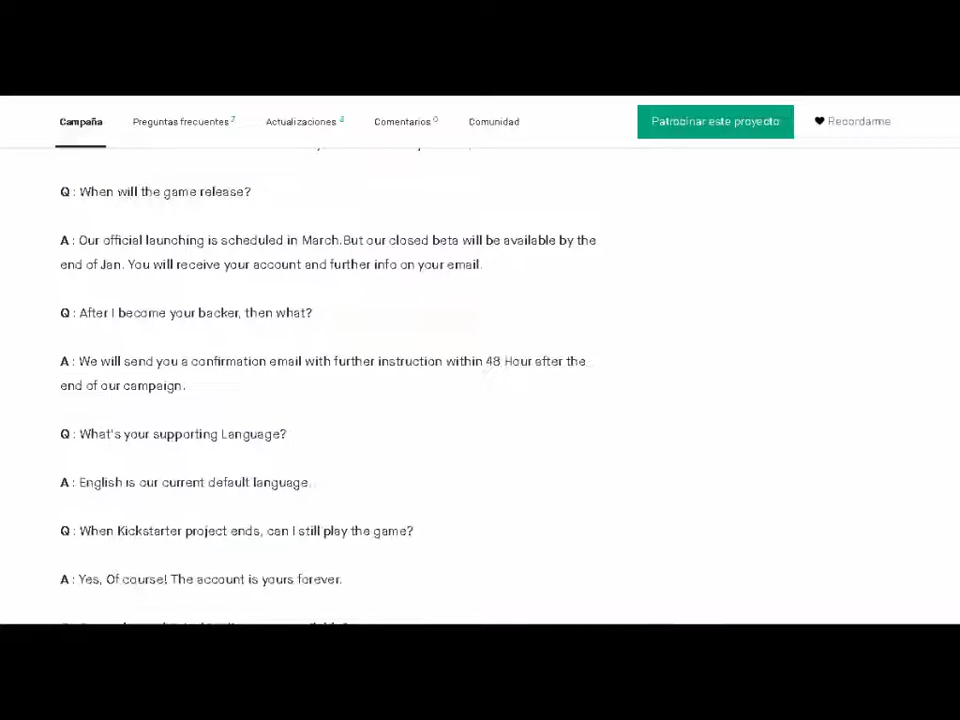 Campaña Preguntas frecuentes 7 Actualizaciones Comentarios 0 Comunidad Patrocinar este proyecto Recordarme
Q : When will the game release?
A : Our official launching is scheduled in March.But our closed beta will be available by the
end of Jan. You will receive your account and further info on your email.
Q : After I become your backer, then what?
A : We will send you a confirmation email with further instruction within 48 Hour after the
end of our campaign.
Q : What's your supporting Language?
A : English is our current default language.
Q : When Kickstarter project ends, can I still play the game?
A : Yes, Of course! The account is yours forever.